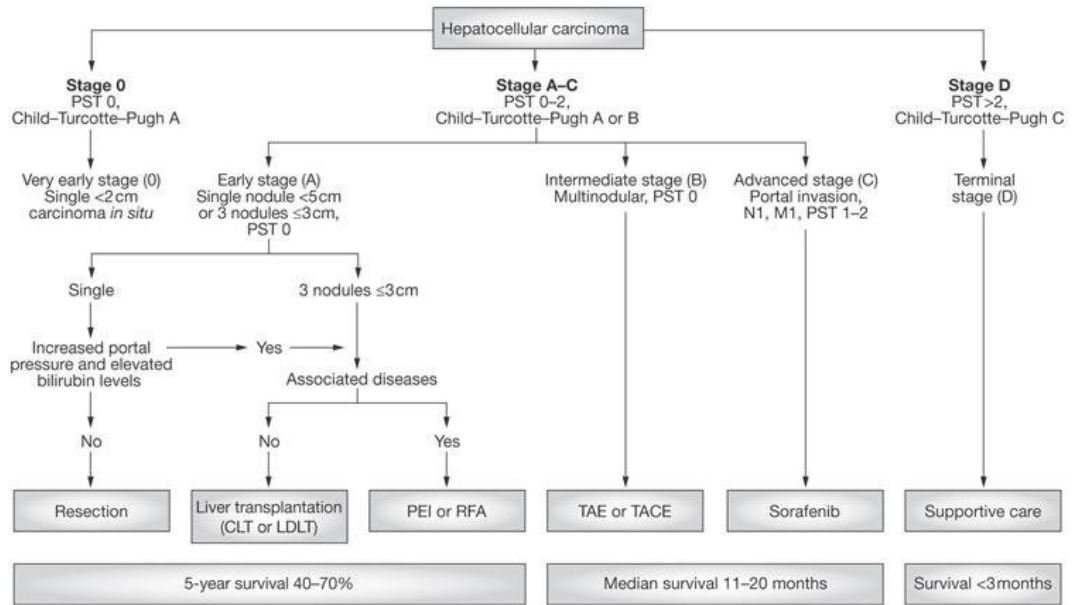 Hepatocellular carcinoma
Stage 0
PST 0,
Child–Turcotte–Pugh A
Stage A–C
PST 0–2,
Child–Turcotte–Pugh A or B
Stage D
PST >2,
Child–Turcotte–Pugh C
Very early stage (0)
Single <2 cm
carcinoma in situ
Early stage (A)
Single node <5 cm
or 3 nodules ≤3 cm,
PST 0
Intermediate stage (B)
Multinodular, PST 0
Advanced stage (C)
Portal invasion,
N1, M1, PST 1–2
Terminal
stage (D)
Single
3 nodules ≤3 cm
Increased portal
pressure and elevated
bilirubin levels
Yes
Associated diseases
No
No
Yes
Resection
Liver transplantation
(CLT or LDLT)
PEI or RFA
TAE or TACE
Sorafenib
Supportive care
5-year survival 40–70%
Median survival 11–20 months
Survival <3 months